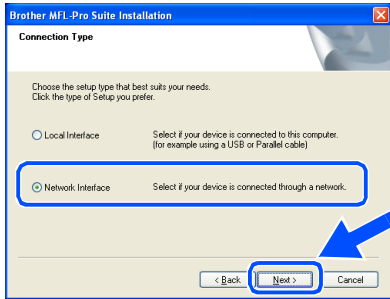 Brother MFL-Pro Suite Installation
Connection Type
Choose the setup type that best suits your needs.
Click the type of Setup you prefer.
Local Interface
Select if your device is connected to this computer.
(for example using a USB or Parallel cable)
Network Interface
Select if your device is connected through a network.
< Back
Next >
Cancel